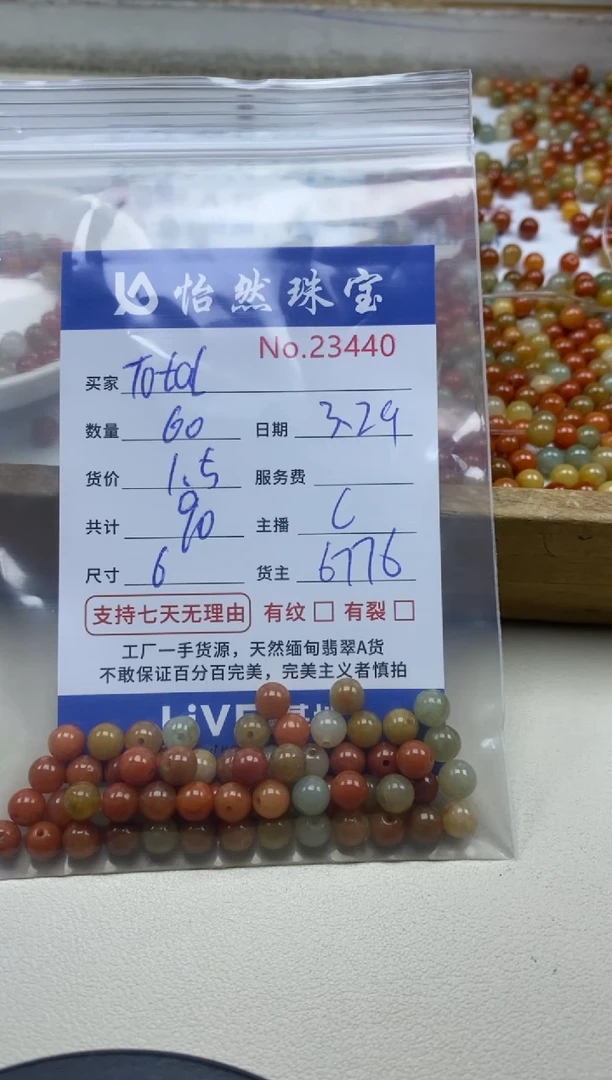 怡然珠宝
No.23440
买家 Total
数量 60 日期 3.29
货价 1.5 服务费
共计 90 主播 C
尺寸 6 货主 6776
支持七天无理由 有纹 □ 有裂 □
工厂一手货源，天然缅甸翡翠A货
不敢保证百分百完美，完美主义者慎拍
LiVE